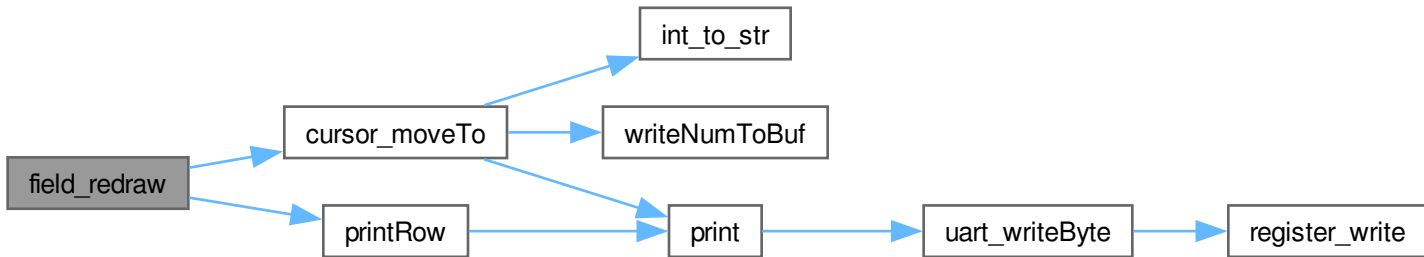 int_to_str
cursor_moveTo
writeNumToBuf
field_redraw
printRow
print
uart_writeByte
register_write